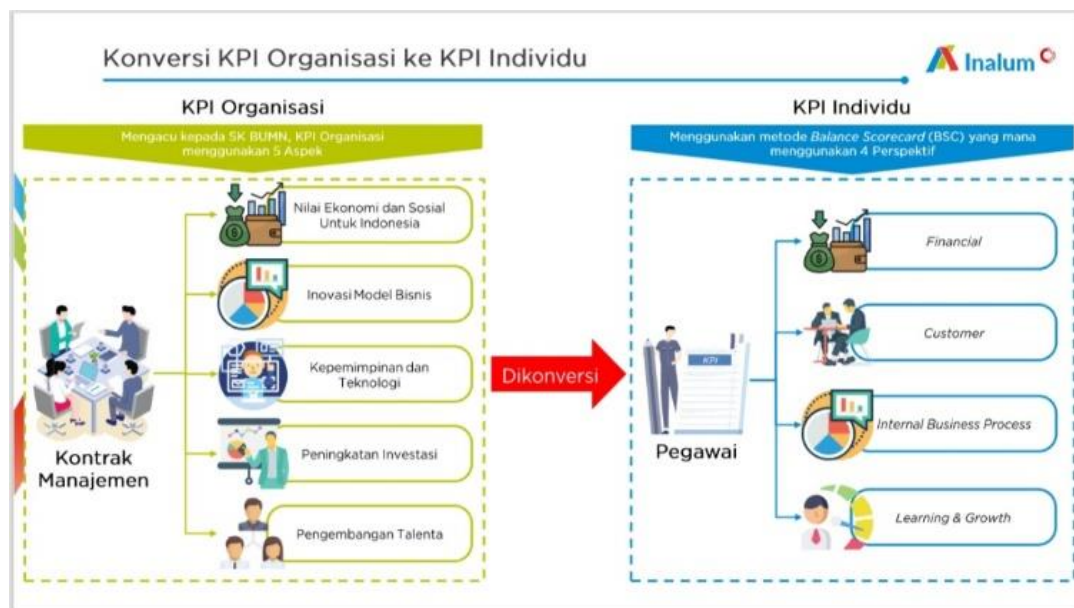 Konversi KPI Organisasi ke KPI Individu
Inalum
KPI Organisasi
Mengacu kepada SK BUMN, KPI Organisasi
menggunakan 5 Aspek
Nilai Ekonomi dan Sosial
Untuk Indonesia
Inovasi Model Bisnis
Kepemimpinan dan
Teknologi
Peningkatan Investasi
Pengembangan Talenta
Kontrak
Manajemen
Dikonversi
KPI Individu
Menggunakan metode Balance Scorecard (BSC) yang mana
menggunakan 4 Perspektif
Financial
Customer
Internal Business Process
Learning & Growth
KPI
Pegawai